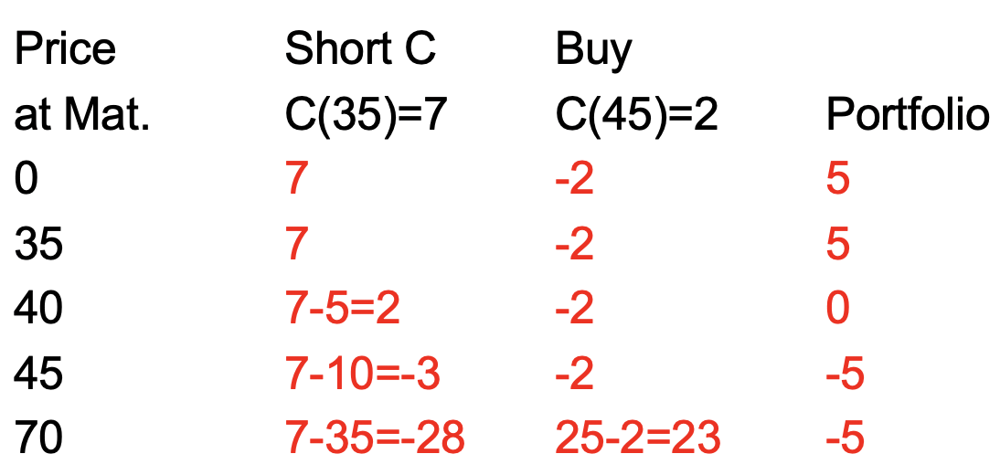 Price Short C Buy
at Mat. C(35)=7 C(45)=2 Portfolio
0 7 -2 5
35 7 -2 5
40 7-5=2 -2 0
45 7-10=-3 -2 -5
70 7-35=-28 25-2=23 -5